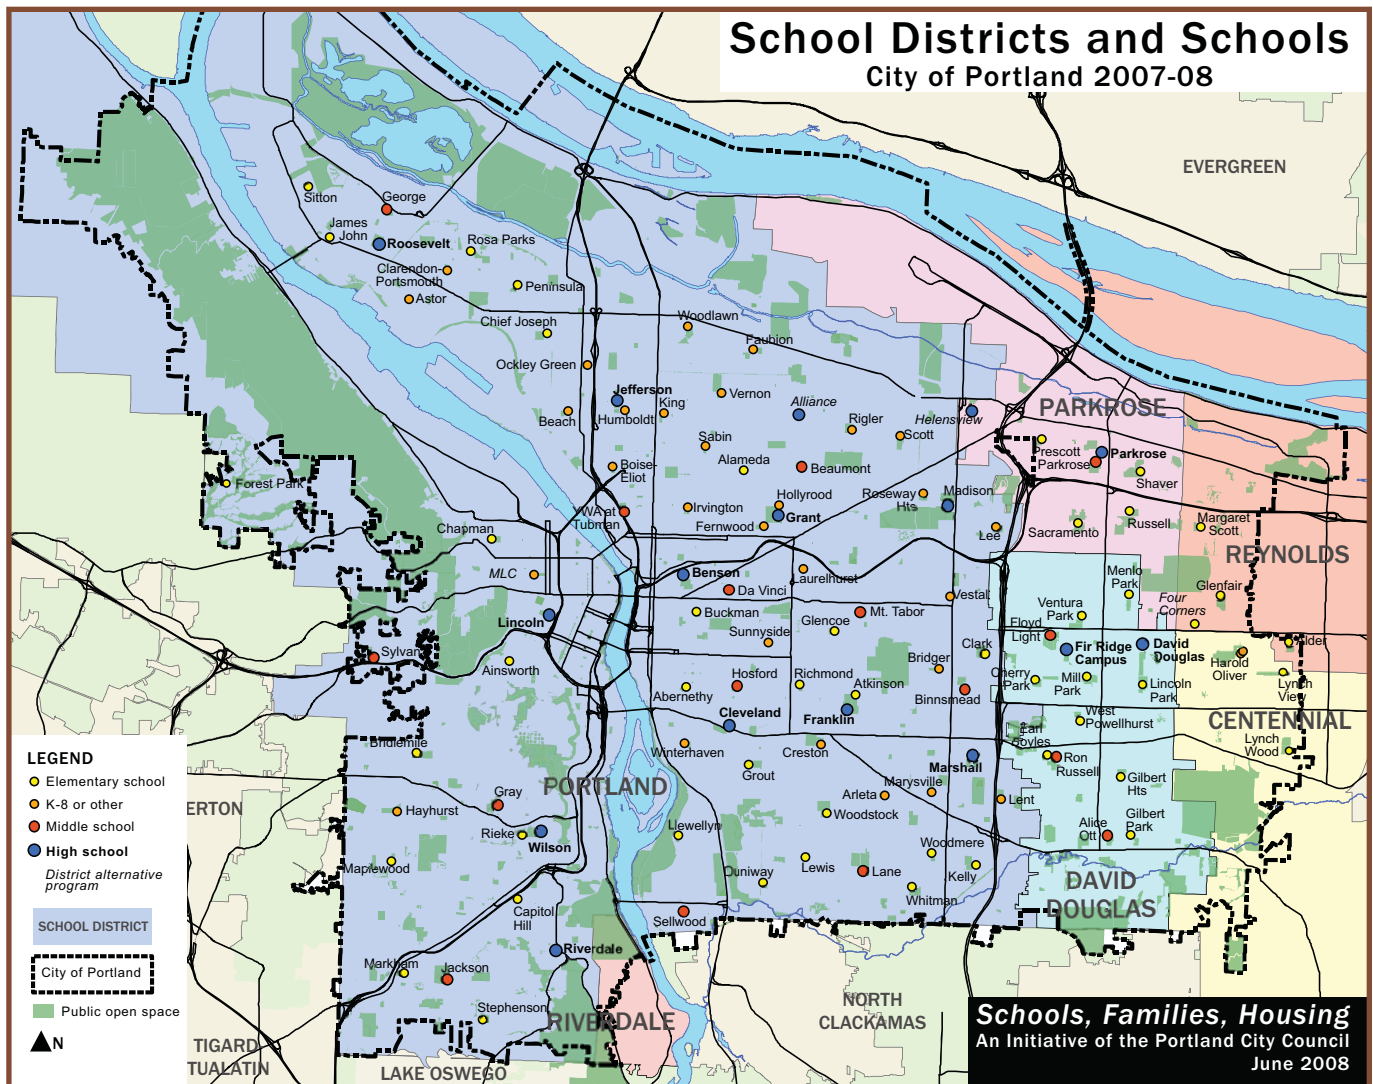 School Districts and Schools
City of Portland 2007-08
EVERGREEN
Sitton
George
James
John
Roosevelt
Rosa Parks
Clarendon-
Portsmouth
Astor
Peninsula
Chief Joseph
Woodlawn
Faubion
Ockley Green
Jefferson
Beach
Humboldt
King
Vernon
Alliance
Rigler
Helensview
Scott
PARKROSE
Sabin
Alameda
Beaumont
Boise-
Eliot
Prescott
Parkrose
Parkrose
Shaver
Forest Park
YWA at
Tubman
Irvington
Hollyrood
Grant
Fernwood
Roseway
Hts
Madison
Lee
Sacramento
Russell
Margaret
Scott
REYNOLDS
Chapman
MLC
Benson
Da Vinci
Laurelhurst
Vestal
Menlo
Park
Glenfair
Four
Corners
Lincoln
Buckman
Sunnyside
Glencoe
Mt. Tabor
Ventura
Park
Floyd
Light
Fir Ridge
Campus
David
Douglas
Harold
Oliver
Alder
Sylvan
Ainsworth
Abernethy
Hosford
Richmond
Atkinson
Bridger
Clark
Binnsmead
Cherry
Park
Mill
Park
Lincoln
Park
Lynch
View
Cleveland
Franklin
West
Powellhurst
CENTENNIAL
Bridlemile
Winterhaven
Creston
Earl
Boyles
Ron
Russell
Lynch
Wood
Grout
Marshall
Marysville
Arleta
Lent
Gilbert
Hts
PORTLAND
Gray
Hayhurst
Rieke
Wilson
Llewellyn
Woodstock
Alice
Ott
Gilbert
Park
Maplewood
Duniway
Lewis
Lane
Woodmere
Kelly
Whitman
DAVID
DOUGLAS
Capitol
Hill
Sellwood
Riverdale
Markham
Jackson
Stephenson
RIVERDALE
NORTH
CLACKAMAS
ERTON
TIGARD
TUALATIN
LAKE OSWEGO
LEGEND
Elementary school
K-8 or other
Middle school
High school
District alternative
program
SCHOOL DISTRICT
City of Portland
Public open space
N
Schools, Families, Housing
An Initiative of the Portland City Council
June 2008